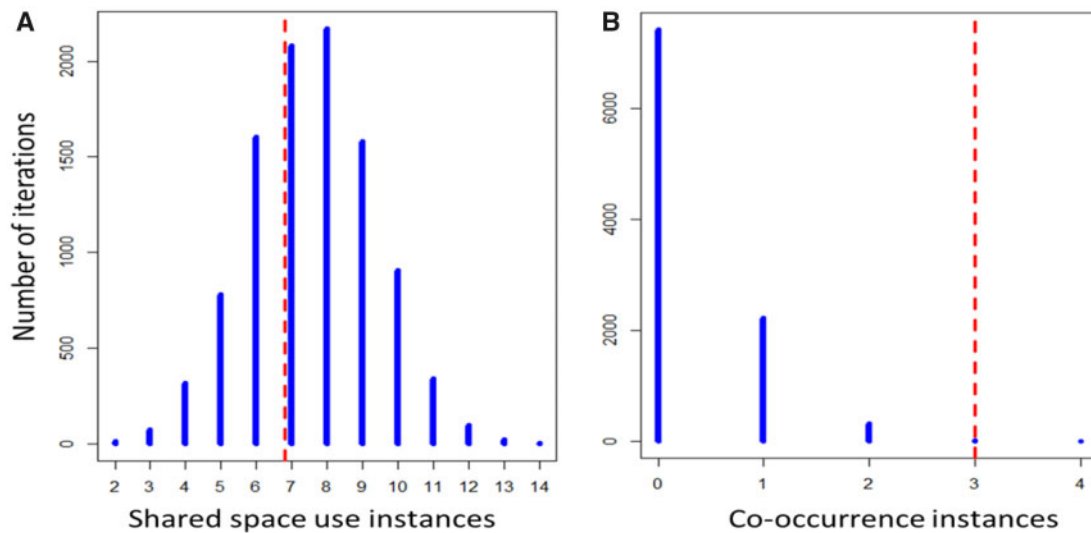 A
Number of iterations
2000
1500
1000
500
0
2 3 4 5 6 7 8 9 10 11 12 13 14
Shared space use instances
B
6000
4000
2000
0
0 1 2 3 4
Co-occurrence instances